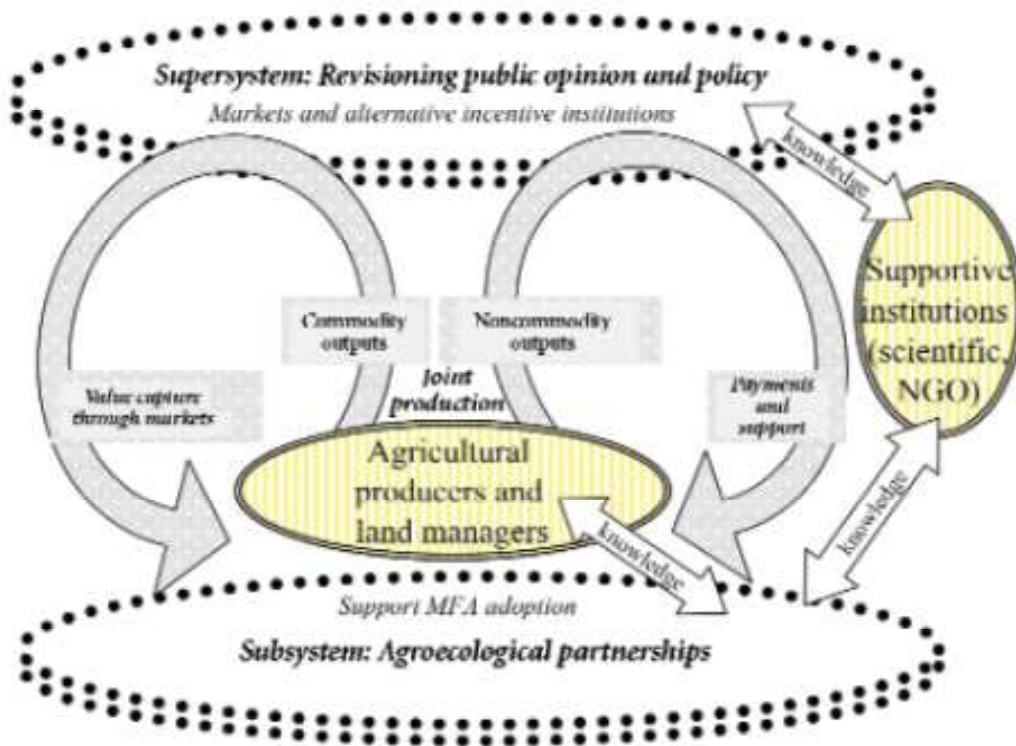 Supersystem: Revisioning public opinion and policy
Markets and alternative incentive institutions
knowledge
Supportive
institutions
(scientific,
NGO)
Commodity
outputs
Noncommodity
outputs
Joint
production
Value capture
through markets
Payments
and
support
Agricultural
producers and
land managers
knowledge
knowledge
Support MFA adoption
Subsystem: Agroecological partnerships